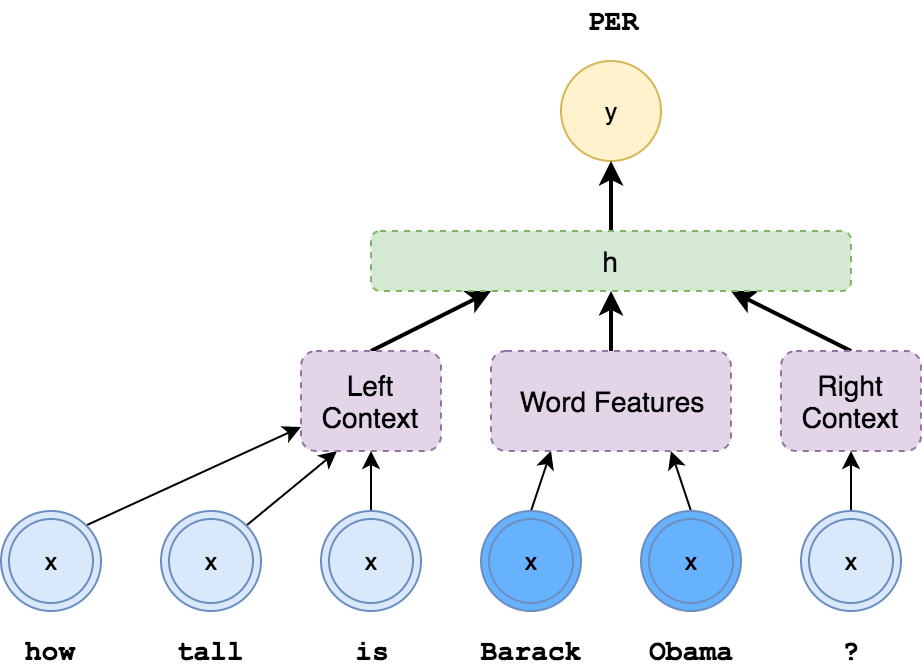 PER
y
h
Left
Context
Word Features
Right
Context
x x x x x x
how tall is Barack Obama ?